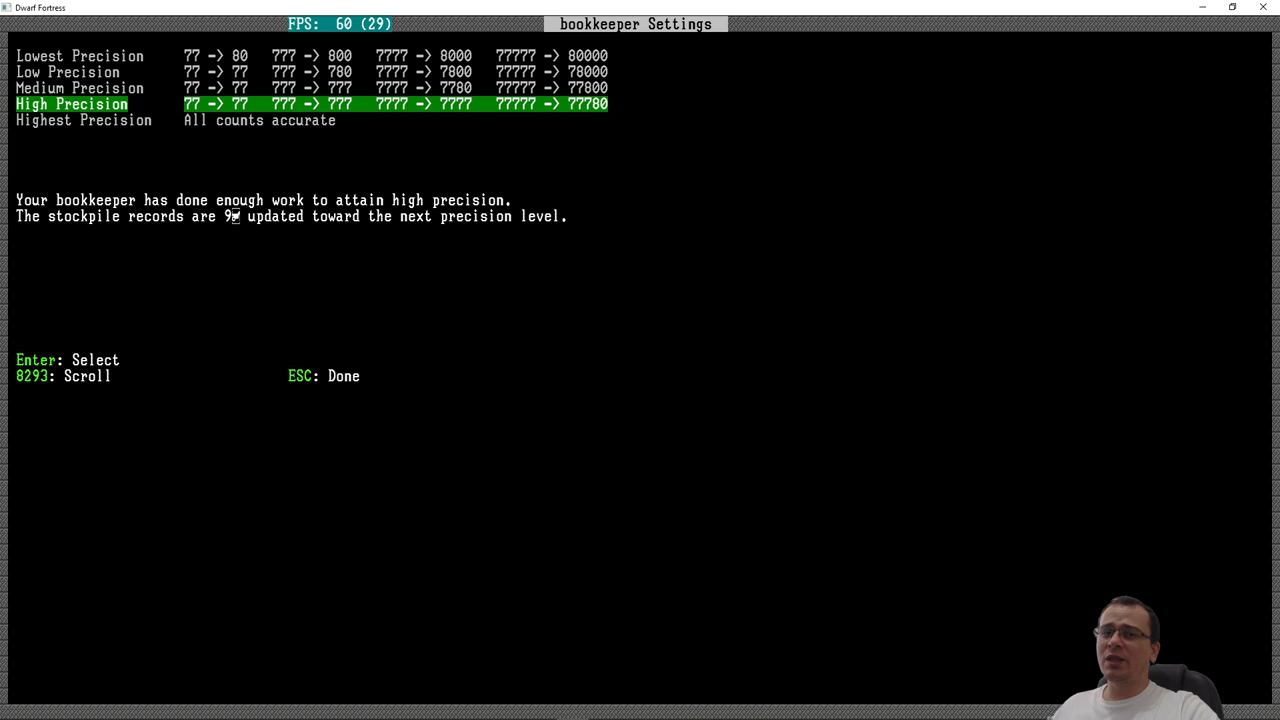 Dwarf Fortress
FPS: 60 (29)
bookkeeper Settings
Lowest Precision 77 -> 80 777 -> 800 7777 -> 8000 77777 -> 80000
Low Precision 77 -> 77 777 -> 780 7777 -> 7800 77777 -> 78000
Medium Precision 77 -> 77 777 -> 777 7777 -> 7780 77777 -> 77800
High Precision 77 -> 77 777 -> 777 7777 -> 7777 77777 -> 77780
Highest Precision All counts accurate
Your bookkeeper has done enough work to attain high precision.
The stockpile records are updated toward the next precision level.
Enter: Select
8293: Scroll
ESC: Done